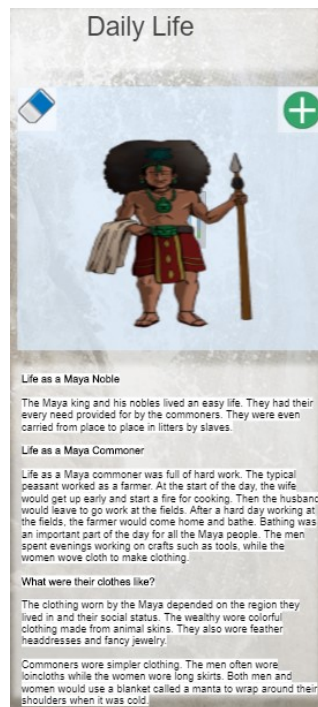 Daily Life
Life as a Maya Noble
The Maya king and his nobles lived an easy life. They had their
every need provided for by the commoners. They were even
carried from place to place in litters by slaves.
Life as a Maya Commoner
Life as a Maya commoner was full of hard work. The typical
peasant worked as a farmer. At the start of the day, the wife
would get up early and start a fire for cooking. Then the husband
would leave to go work at the fields. After a hard day working at
the fields, the farmer would come home and bathe. Bathing was
an important part of the day for all the Maya people. The men
spent evenings working on crafts such as tools, while the
women wove cloth to make clothing.
What were their clothes like?
The clothing worn by the Maya depended on the region they
lived in and their social status. The wealthy wore colorful
clothing made from animal skins. They also wore feather
headdresses and fancy jewelry.
Commoners wore simpler clothing. The men often wore
loincloths while the women wore long skirts. Both men and
women would use a blanket called a manta to wrap around their
shoulders when it was cold.